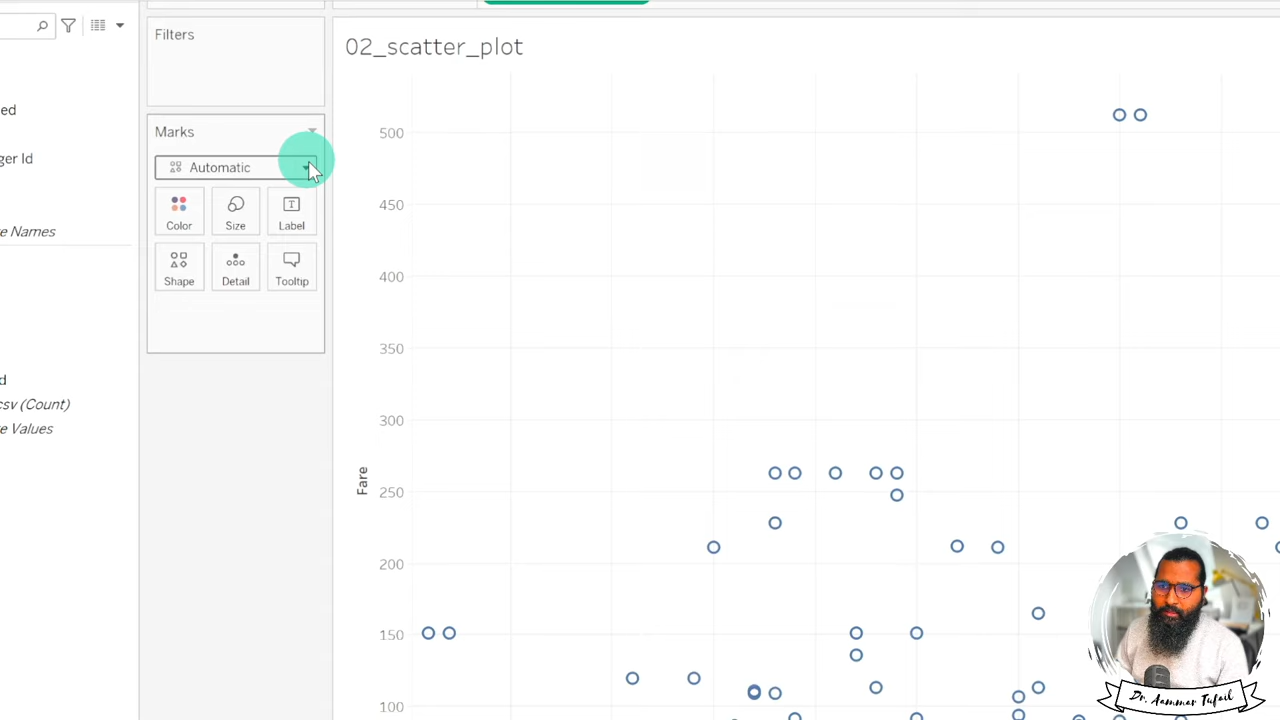 Filters
02_scatter_plot
ed
Marks
ger Id
Automatic
Color
Size
Label
e Names
Shape
Detail
Tooltip
d
csv (Count)
e Values
500
450
400
350
300
250
200
150
100
Fare
Dr. Aammar Tufail